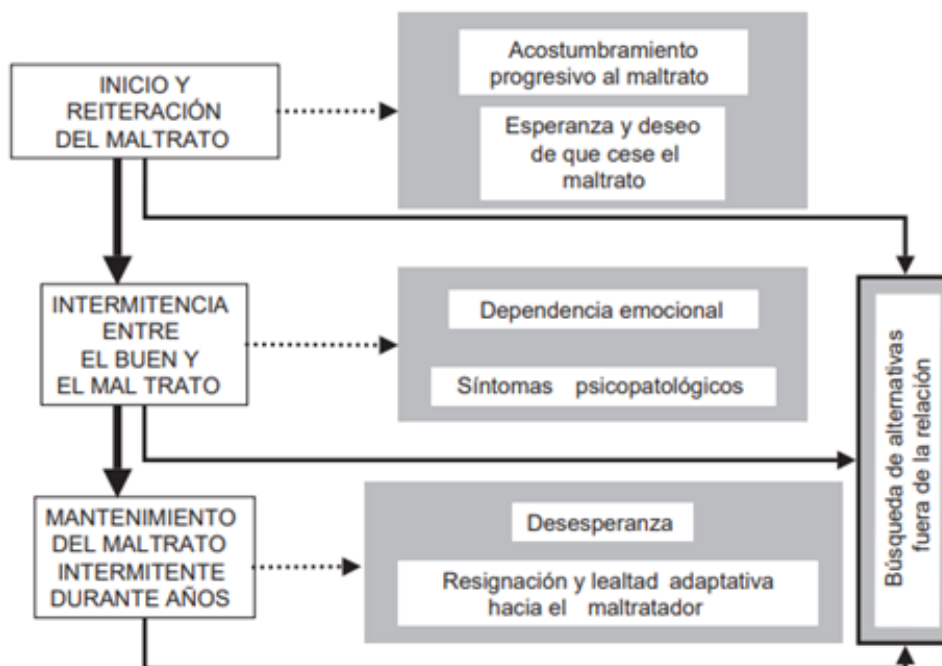 INICIO Y
REITERACIÓN
DEL MALTRATO
Acostumbramiento
progresivo al maltrato
Esperanza y deseo
de que cese el
maltrato
INTERMITENCIA
ENTRE
EL BUEN Y
EL MAL TRATO
Dependencia emocional
Síntomas psicopatológicos
MANTENIMIENTO
DEL MALTRATO
INTERMITENTE
DURANTE AÑOS
Desesperanza
Resignación y lealtad adaptativa
hacia el maltratador
Búsqueda de alternativas
fuera de la relación